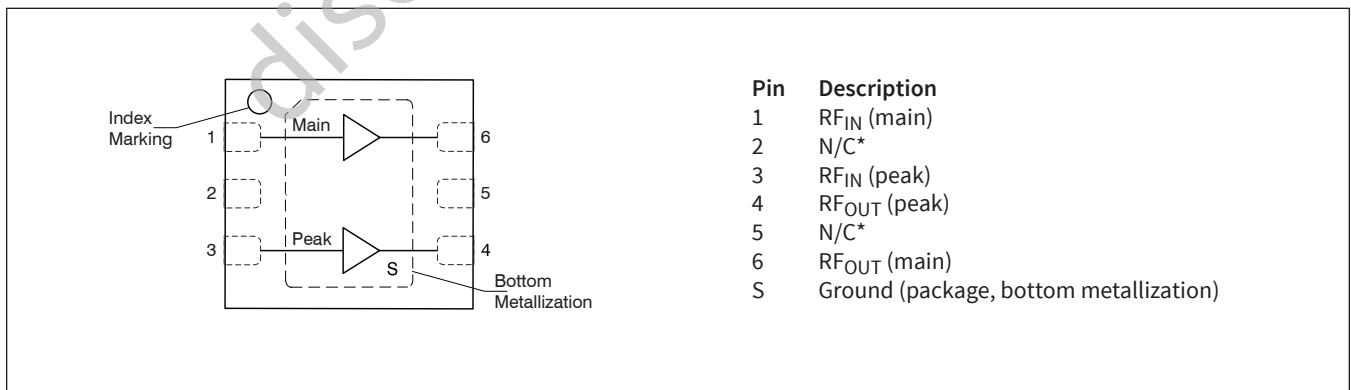 Index
Marking
1
2
3
Main
Peak
S
6
5
4
Bottom
Metallization
Pin Description
1 RFIN (main)
2 N/C*
3 RFIN (peak)
4 RFOUT (peak)
5 N/C*
6 RFOUT (main)
S Ground (package, bottom metallization)